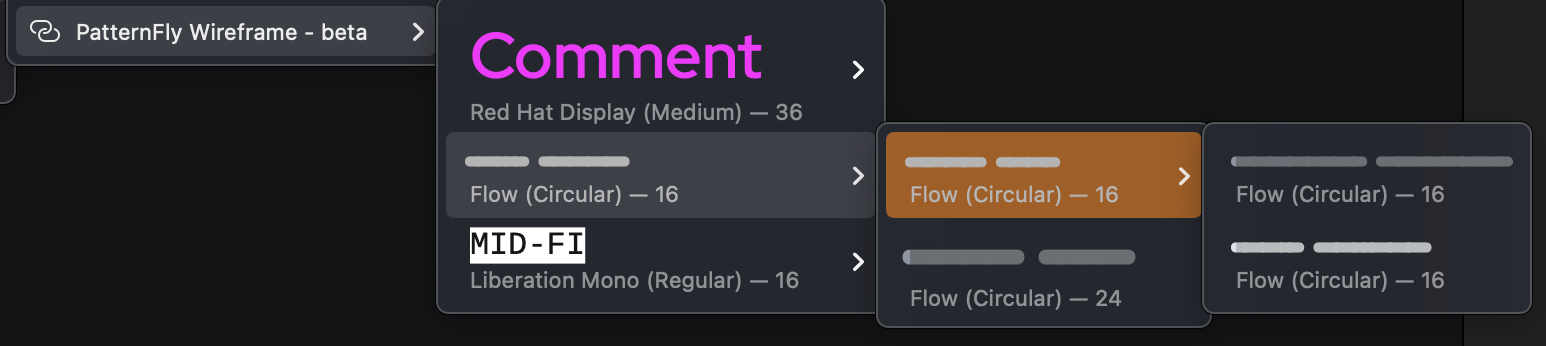 PatternFly Wireframe - beta
Comment
Red Hat Display (Medium) — 36
Flow (Circular) — 16
MID-FI
Liberation Mono (Regular) — 16
Flow (Circular) — 16
Flow (Circular) — 24
Flow (Circular) — 16
Flow (Circular) — 16